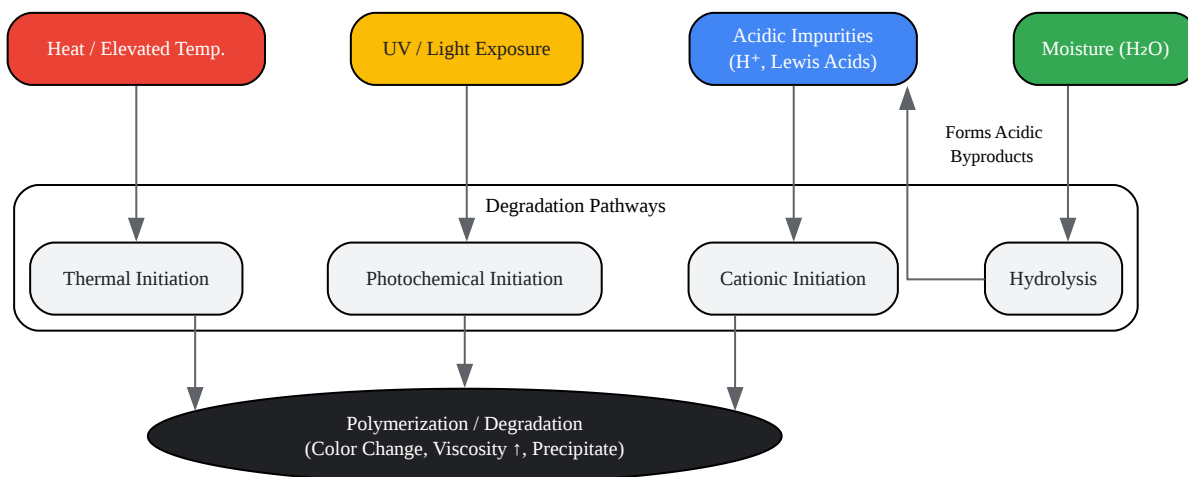 Heat / Elevated Temp.
UV / Light Exposure
Acidic Impurities
(H⁺, Lewis Acids)
Moisture (H₂O)
Forms Acidic
Byproducts
Degradation Pathways
Thermal Initiation
Photochemical Initiation
Cationic Initiation
Hydrolysis
Polymerization / Degradation
(Color Change, Viscosity ↑, Precipitate)